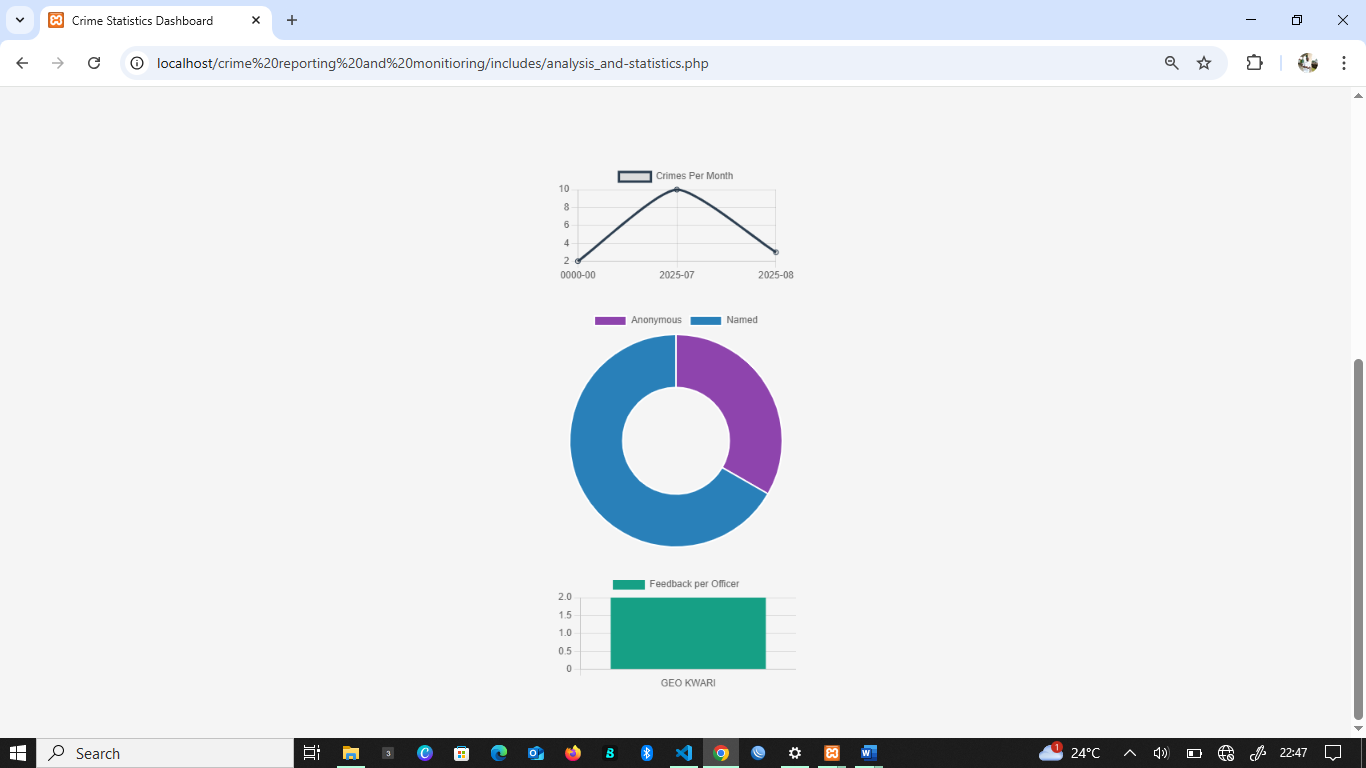 Crime Statistics Dashboard
localhost/crime%20reporting%20and%20monitioring/includes/analysis_and-statistics.php
Crimes Per Month
10
8
6
4
2
0000-00 2025-07 2025-08
Anonymous Named
Feedback per Officer
2.0
1.5
1.0
0.5
0
GEO KWARI
Search 3 1 24°C 22:47